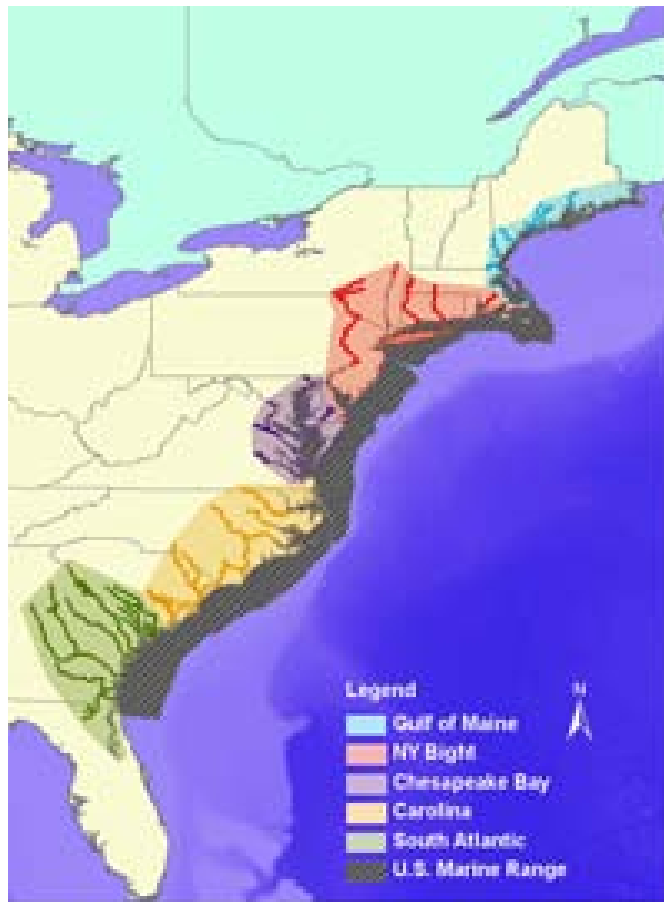 Legend
N
Gulf of Maine
NY Bight
Chesapeake Bay
Carolina
South Atlantic
U.S. Marine Range